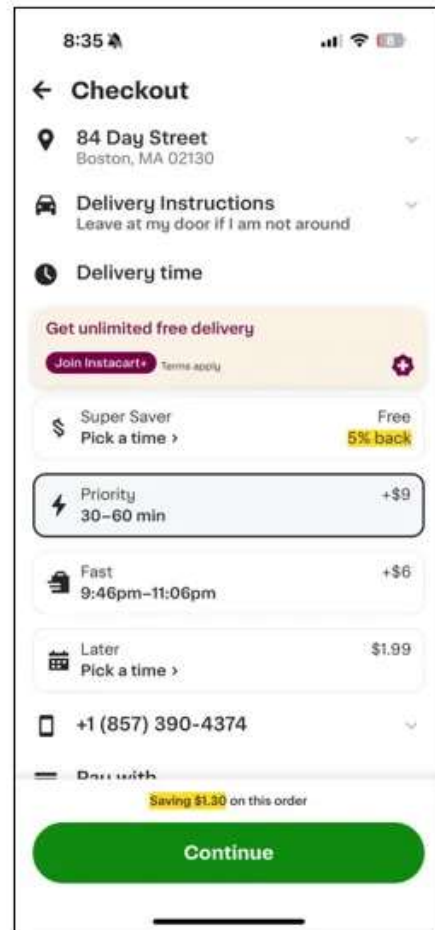 8:35
Checkout
84 Day Street
Boston, MA 02130
Delivery Instructions
Leave at my door if I am not around
Delivery time
Get unlimited free delivery
Join Instacart+ Terms apply
Super Saver Free
Pick a time › 5% back
Priority +$9
30–60 min
Fast +$6
9:46pm–11:06pm
Later $1.99
Pick a time ›
+1 (857) 390-4374
Pay with
Saving $1.30 on this order
Continue